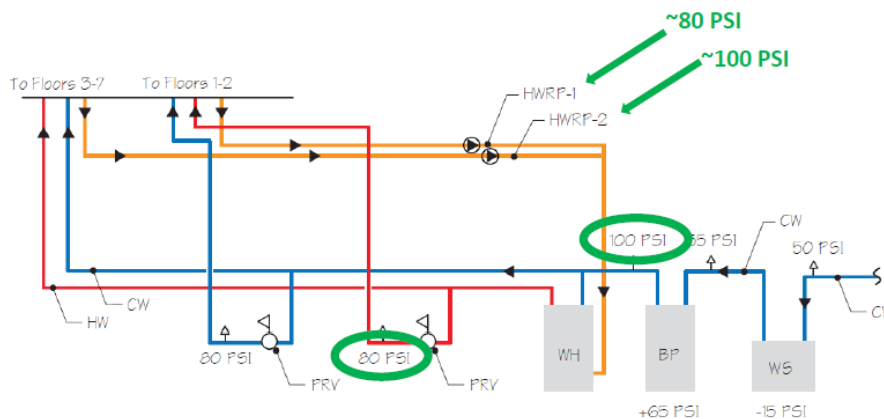 ~80 PSI
~100 PSI
To Floors 3-7
To Floors 1-2
HWRP-1
HWRP-2
CW
100 PSI
35 PSI
50 PSI
CW
HW
CW
80 PSI
80 PSI
PRV
PRV
WH
BP
WS
+65 PSI
-15 PSI